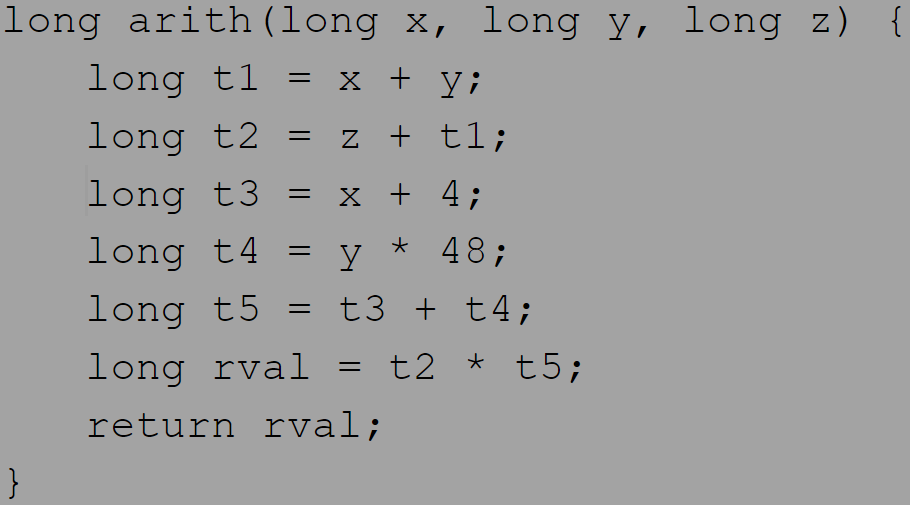 long arith(long x, long y, long z) {
long t1 = x + y;
long t2 = z + t1;
long t3 = x + 4;
long t4 = y * 48;
long t5 = t3 + t4;
long rval = t2 * t5;
return rval;
}